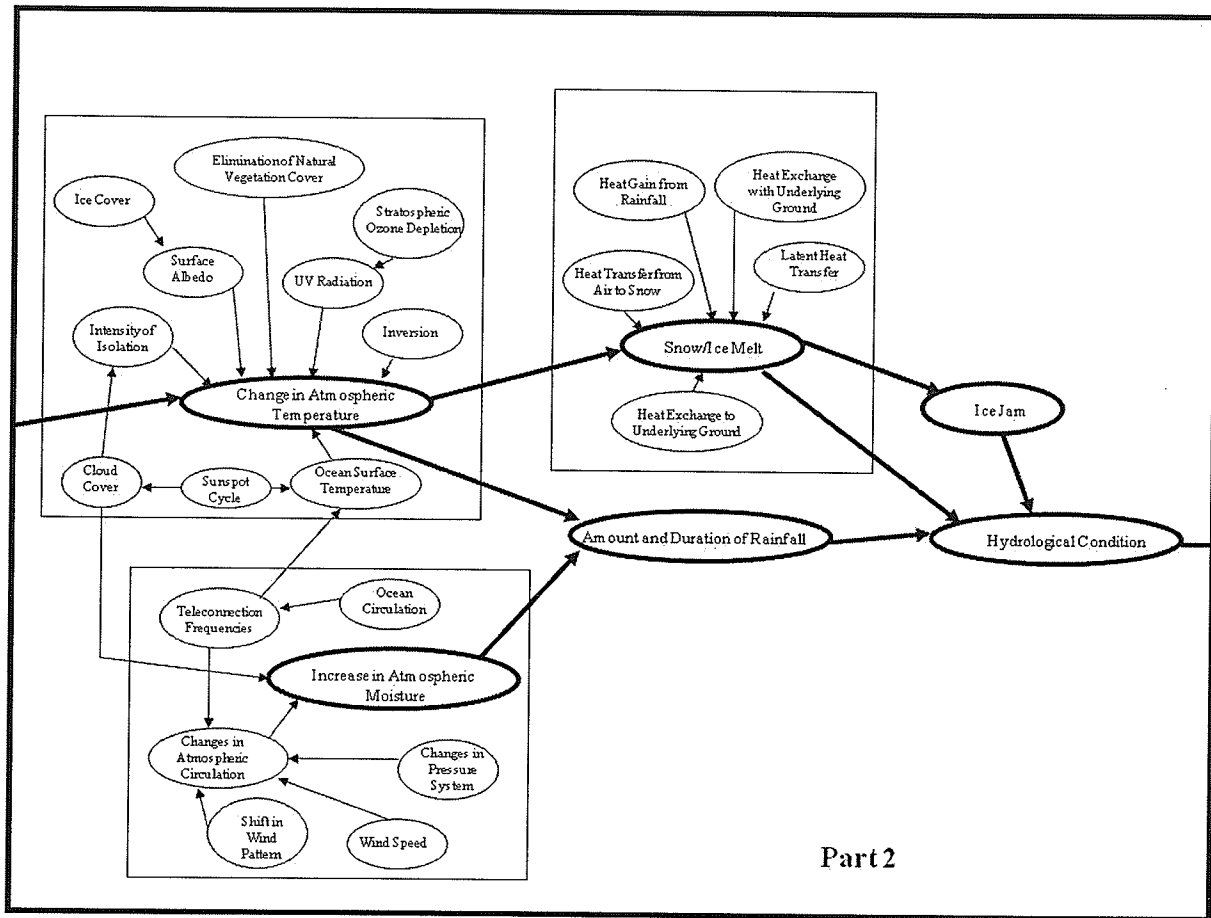 Elimination of Natural
Vegetation Cover
Ice Cover
Stratospheric
Ozone Depletion
Surface
Albedo
UV Radiation
Intensity of
Isolation
Inversion
Change in Atmospheric
Temperature
Cloud
Cover
Sunspot
Cycle
Ocean Surface
Temperature
Heat Gain from
Rainfall
Heat Exchange
with Underlying
Ground
Heat Transfer from
Air to Snow
Latent Heat
Transfer
Snow/Ice Melt
Heat Exchange to
Underlying Ground
Ice Jam
Amount and Duration of Rainfall
Hydrological Condition
Teleconnection
Frequencies
Ocean
Circulation
Increase in Atmospheric
Moisture
Changes in
Atmospheric
Circulation
Changes in
Pressure
System
Shift in
Wind
Pattern
Wind Speed
Part 2